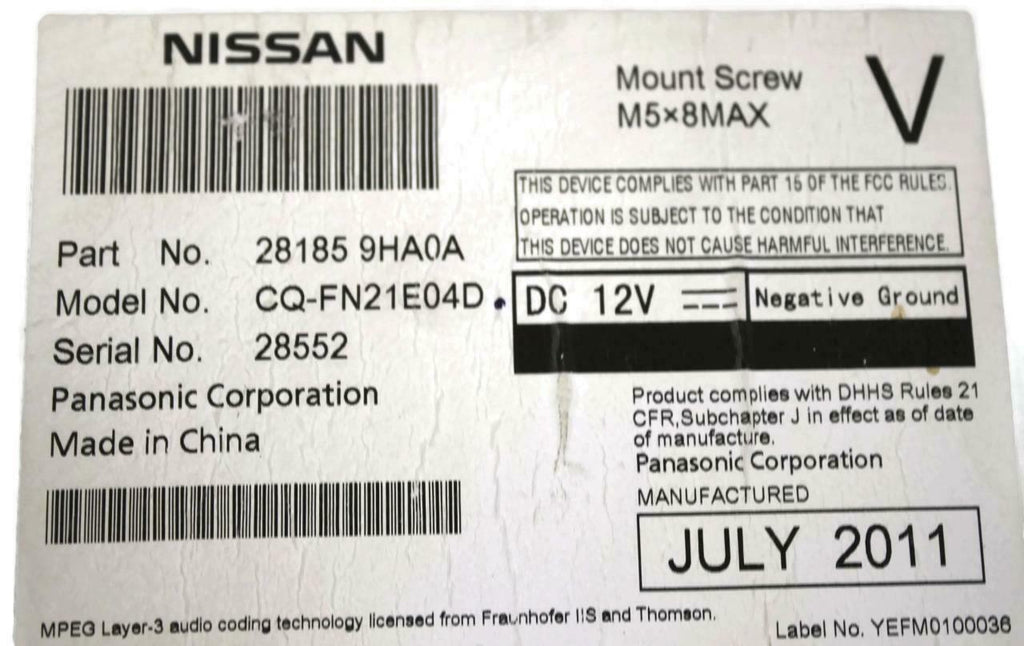 NISSAN
Mount Screw
M5×8MAX
V
THIS DEVICE COMPLIES WITH PART 15 OF THE FCC RULES.
OPERATION IS SUBJECT TO THE CONDITION THAT
THIS DEVICE DOES NOT CAUSE HARMFUL INTERFERENCE.
Part No. 28185 9HA0A
Model No. CQ-FN21E04D
Serial No. 28552
Panasonic Corporation
Made in China
DC 12V
Negative Ground
Product complies with DHHS Rules 21
CFR,Subchapter J in effect as of date
of manufacture.
Panasonic Corporation
MANUFACTURED
JULY 2011
MPEG Layer-3 audio coding technology licensed from Fraunhofer IIS and Thomson.
Label No. YEFM0100036